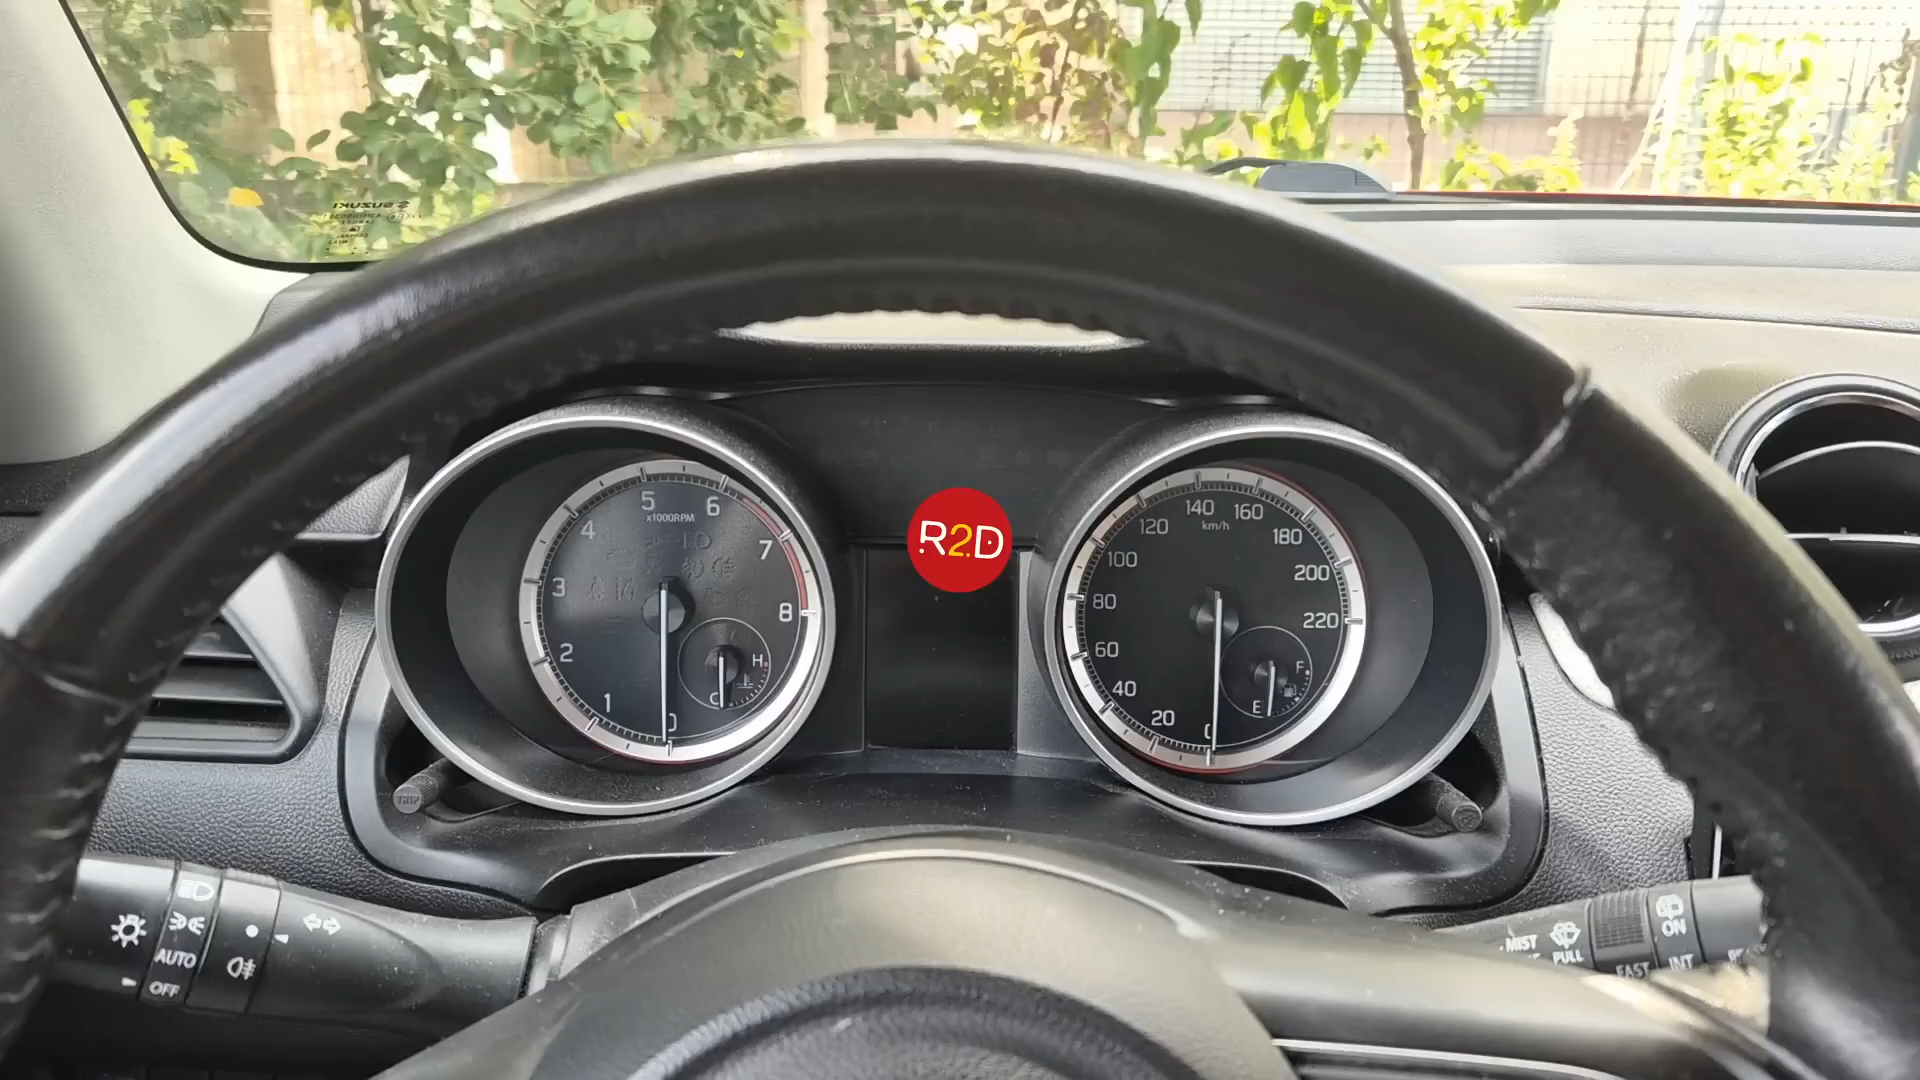 SUZUKI
R2D
5
6
x1000RPM
4
7
3
8
2
H
1
C
0
140
120
160
km/h
100
180
200
80
220
60
F
40
E
20
0
TRIP
AUTO
OFF
MIST
PULL
ON
FAST
INT